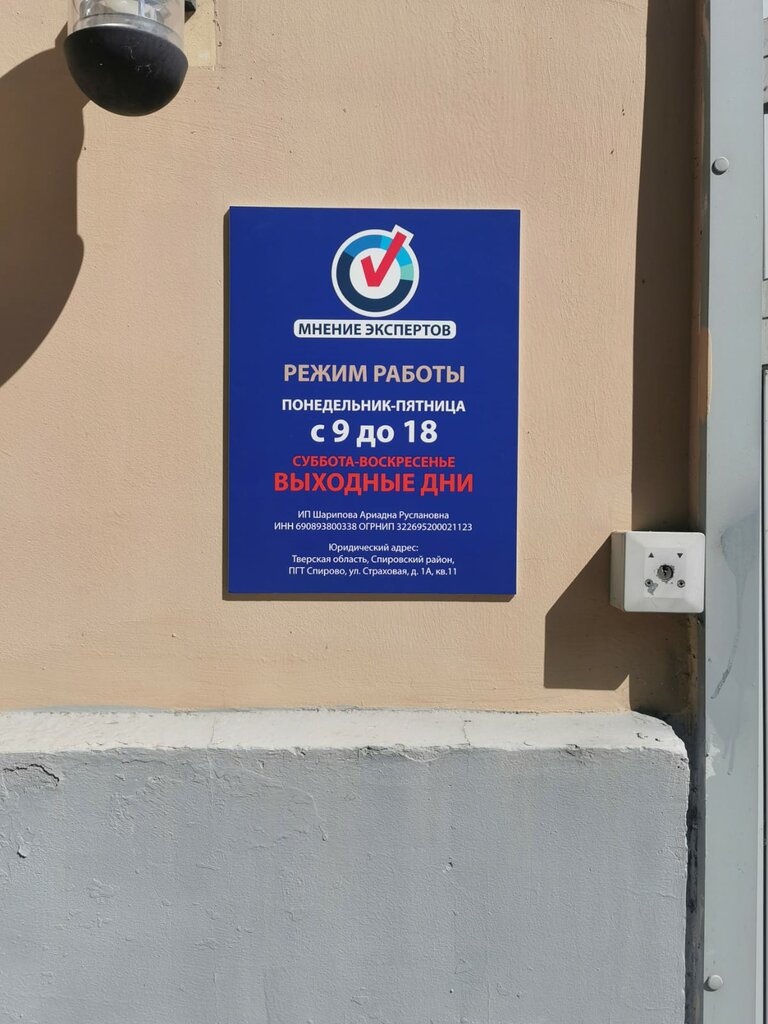 МНЕНИЕ ЭКСПЕРТОВ
РЕЖИМ РАБОТЫ
ПОНЕДЕЛЬНИК-ПЯТНИЦА
с 9 до 18
СУББОТА-ВОСКРЕСЕНЬЕ
ВЫХОДНЫЕ ДНИ
ИП Шарипова Ариадна Руслановна
ИНН 690893800338 ОГРНИП 322695200021123
Юридический адрес:
Тверская область, Спировский район,
ПГТ Спирово, ул. Страховая, д. 1А, кв.11